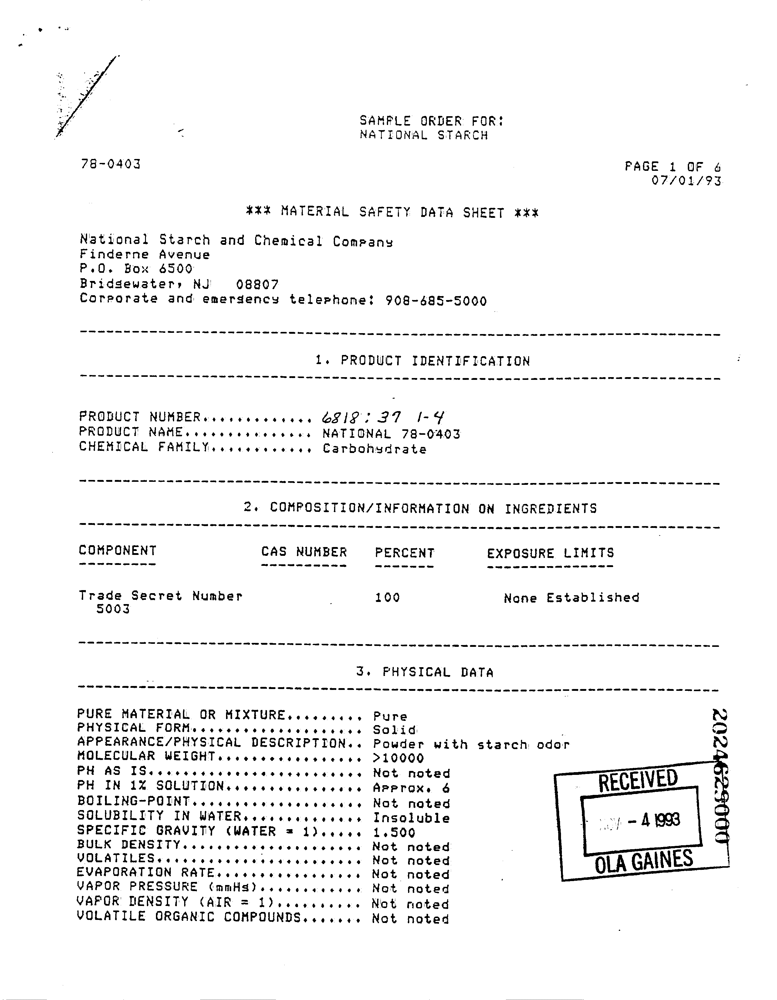 SAMPLE ORDER FOR:
NATIONAL STARCH
78-0403
PAGE 1 OF 6
07/01/93
*** MATERIAL SAFETY DATA SHEET ***
National Starch and Chemical Company
Finderne Avenue
P.O. Box 6500
Bridgewater, NJ 08807
Corporate and emergency telephone: 908-685-5000
1. PRODUCT IDENTIFICATION
PRODUCT NUMBER............. 6818:37 1-4
PRODUCT NAME............... NATIONAL 78-0403
CHEMICAL FAMILY............ Carbohydrate
2. COMPOSITION/INFORMATION ON INGREDIENTS
COMPONENT CAS NUMBER PERCENT EXPOSURE LIMITS
Trade Secret Number 100 None Established
5003
3. PHYSICAL DATA
PURE MATERIAL OR MIXTURE......... Pure
PHYSICAL FORM.................... Solid
APPEARANCE/PHYSICAL DESCRIPTION.. Powder with starch odor
MOLECULAR WEIGHT................. >10000
PH AS IS......................... Not noted
PH IN 1% SOLUTION................ Approx. 6
BOILING-POINT.................... Not noted
SOLUBILITY IN WATER.............. Insoluble
SPECIFIC GRAVITY (WATER = 1)..... 1.500
BULK DENSITY..................... Not noted
VOLATILES........................ Not noted
EVAPORATION RATE................. Not noted
VAPOR PRESSURE (mmHg)............ Not noted
VAPOR DENSITY (AIR = 1).......... Not noted
VOLATILE ORGANIC COMPOUNDS....... Not noted
RECEIVED
- 4 1993
OLA GAINES
2024629000